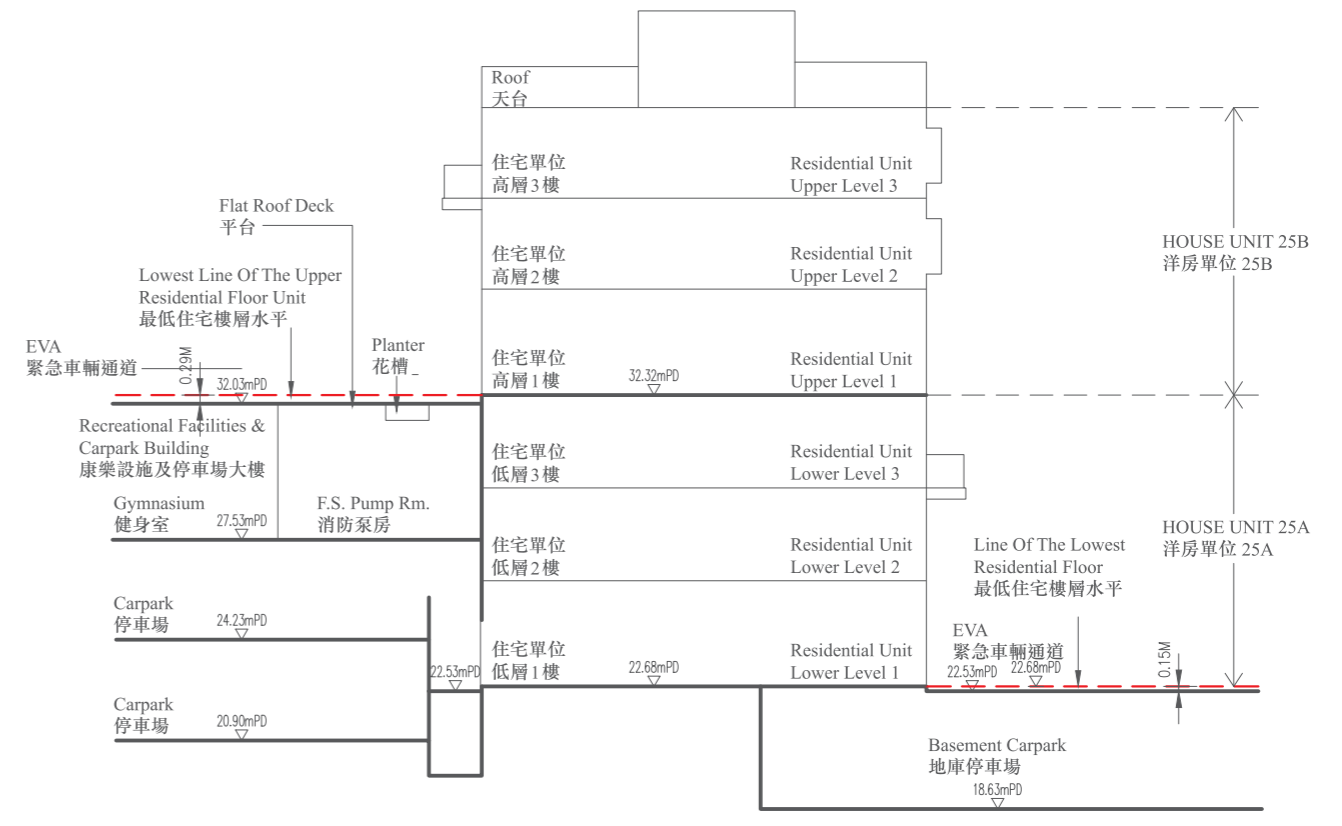 Roof
天台
住宅單位
高層3樓
Residential Unit
Upper Level 3
Flat Roof Deck
平台
住宅單位
高層2樓
Residential Unit
Upper Level 2
HOUSE UNIT 25B
洋房單位 25B
Lowest Line Of The Upper
Residential Floor Unit
最低住宅樓層水平
EVA
緊急車輛通道
0.29M
32.03mPD
Planter
花槽
住宅單位
高層1樓
32.32mPD
Residential Unit
Upper Level 1
Recreational Facilities &
Carpark Building
康樂設施及停車場大樓
住宅單位
低層3樓
Residential Unit
Lower Level 3
Gymnasium
健身室
27.53mPD
F.S. Pump Rm.
消防泵房
HOUSE UNIT 25A
洋房單位 25A
住宅單位
低層2樓
Residential Unit
Lower Level 2
Line Of The Lowest
Residential Floor
最低住宅樓層水平
Carpark
停車場
24.23mPD
22.53mPD
住宅單位
低層1樓
22.68mPD
Residential Unit
Lower Level 1
EVA
緊急車輛通道
22.53mPD
22.68mPD
0.15M
Carpark
停車場
20.90mPD
Basement Carpark
地庫停車場
18.63mPD